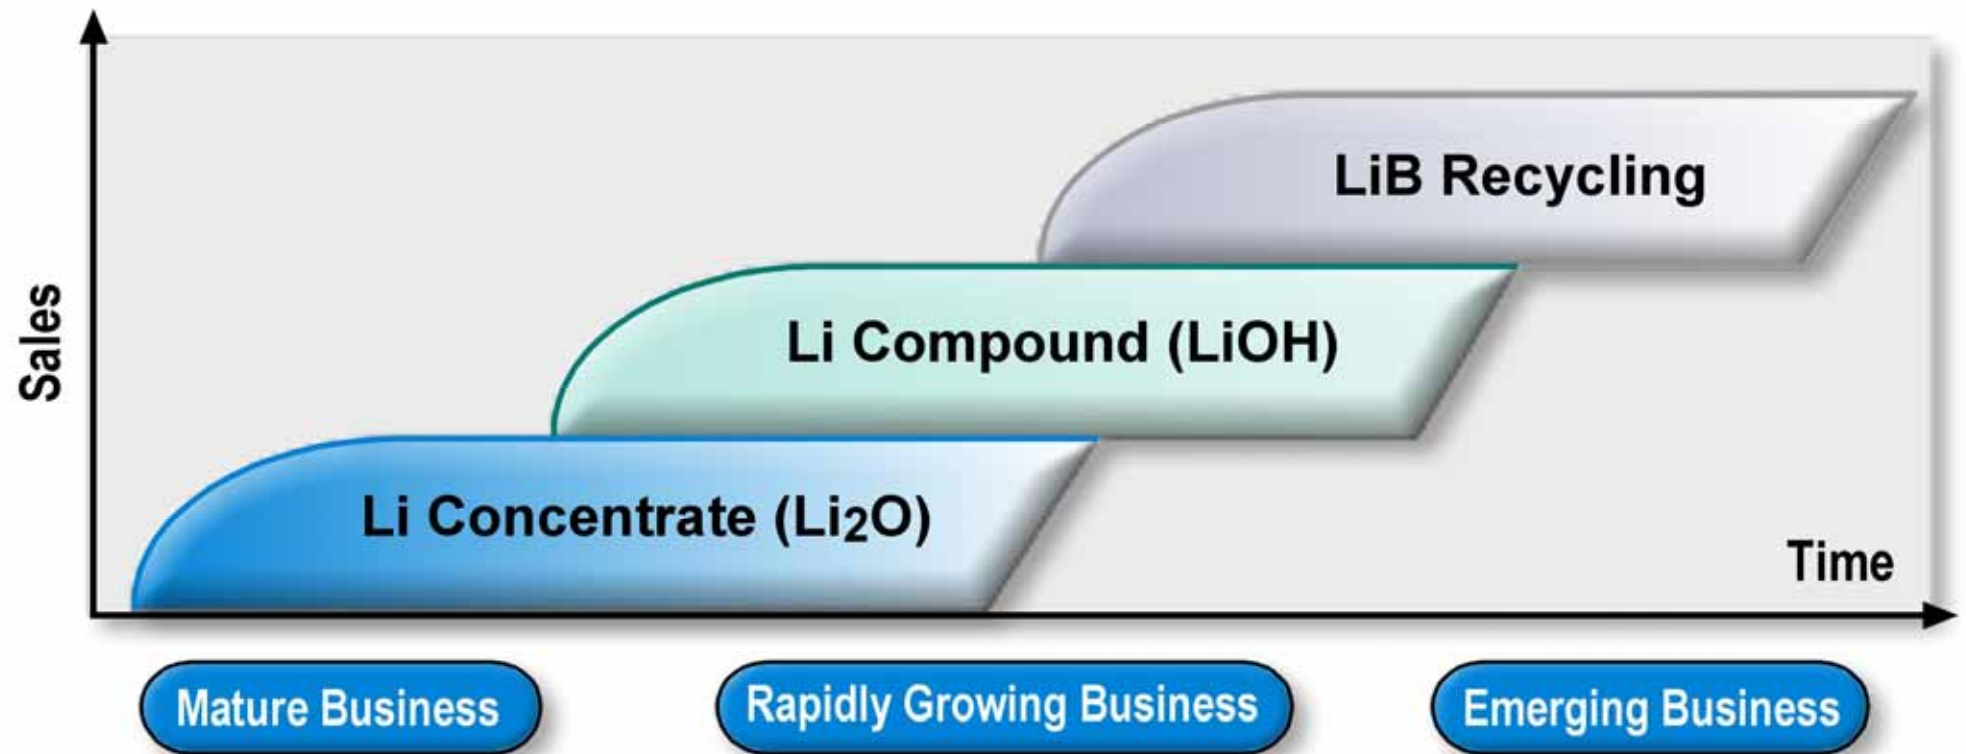 LiB Recycling
Li Compound (LiOH)
Sales
Li Concentrate (Li2O)
Time
Mature Business
Rapidly Growing Business
Emerging Business